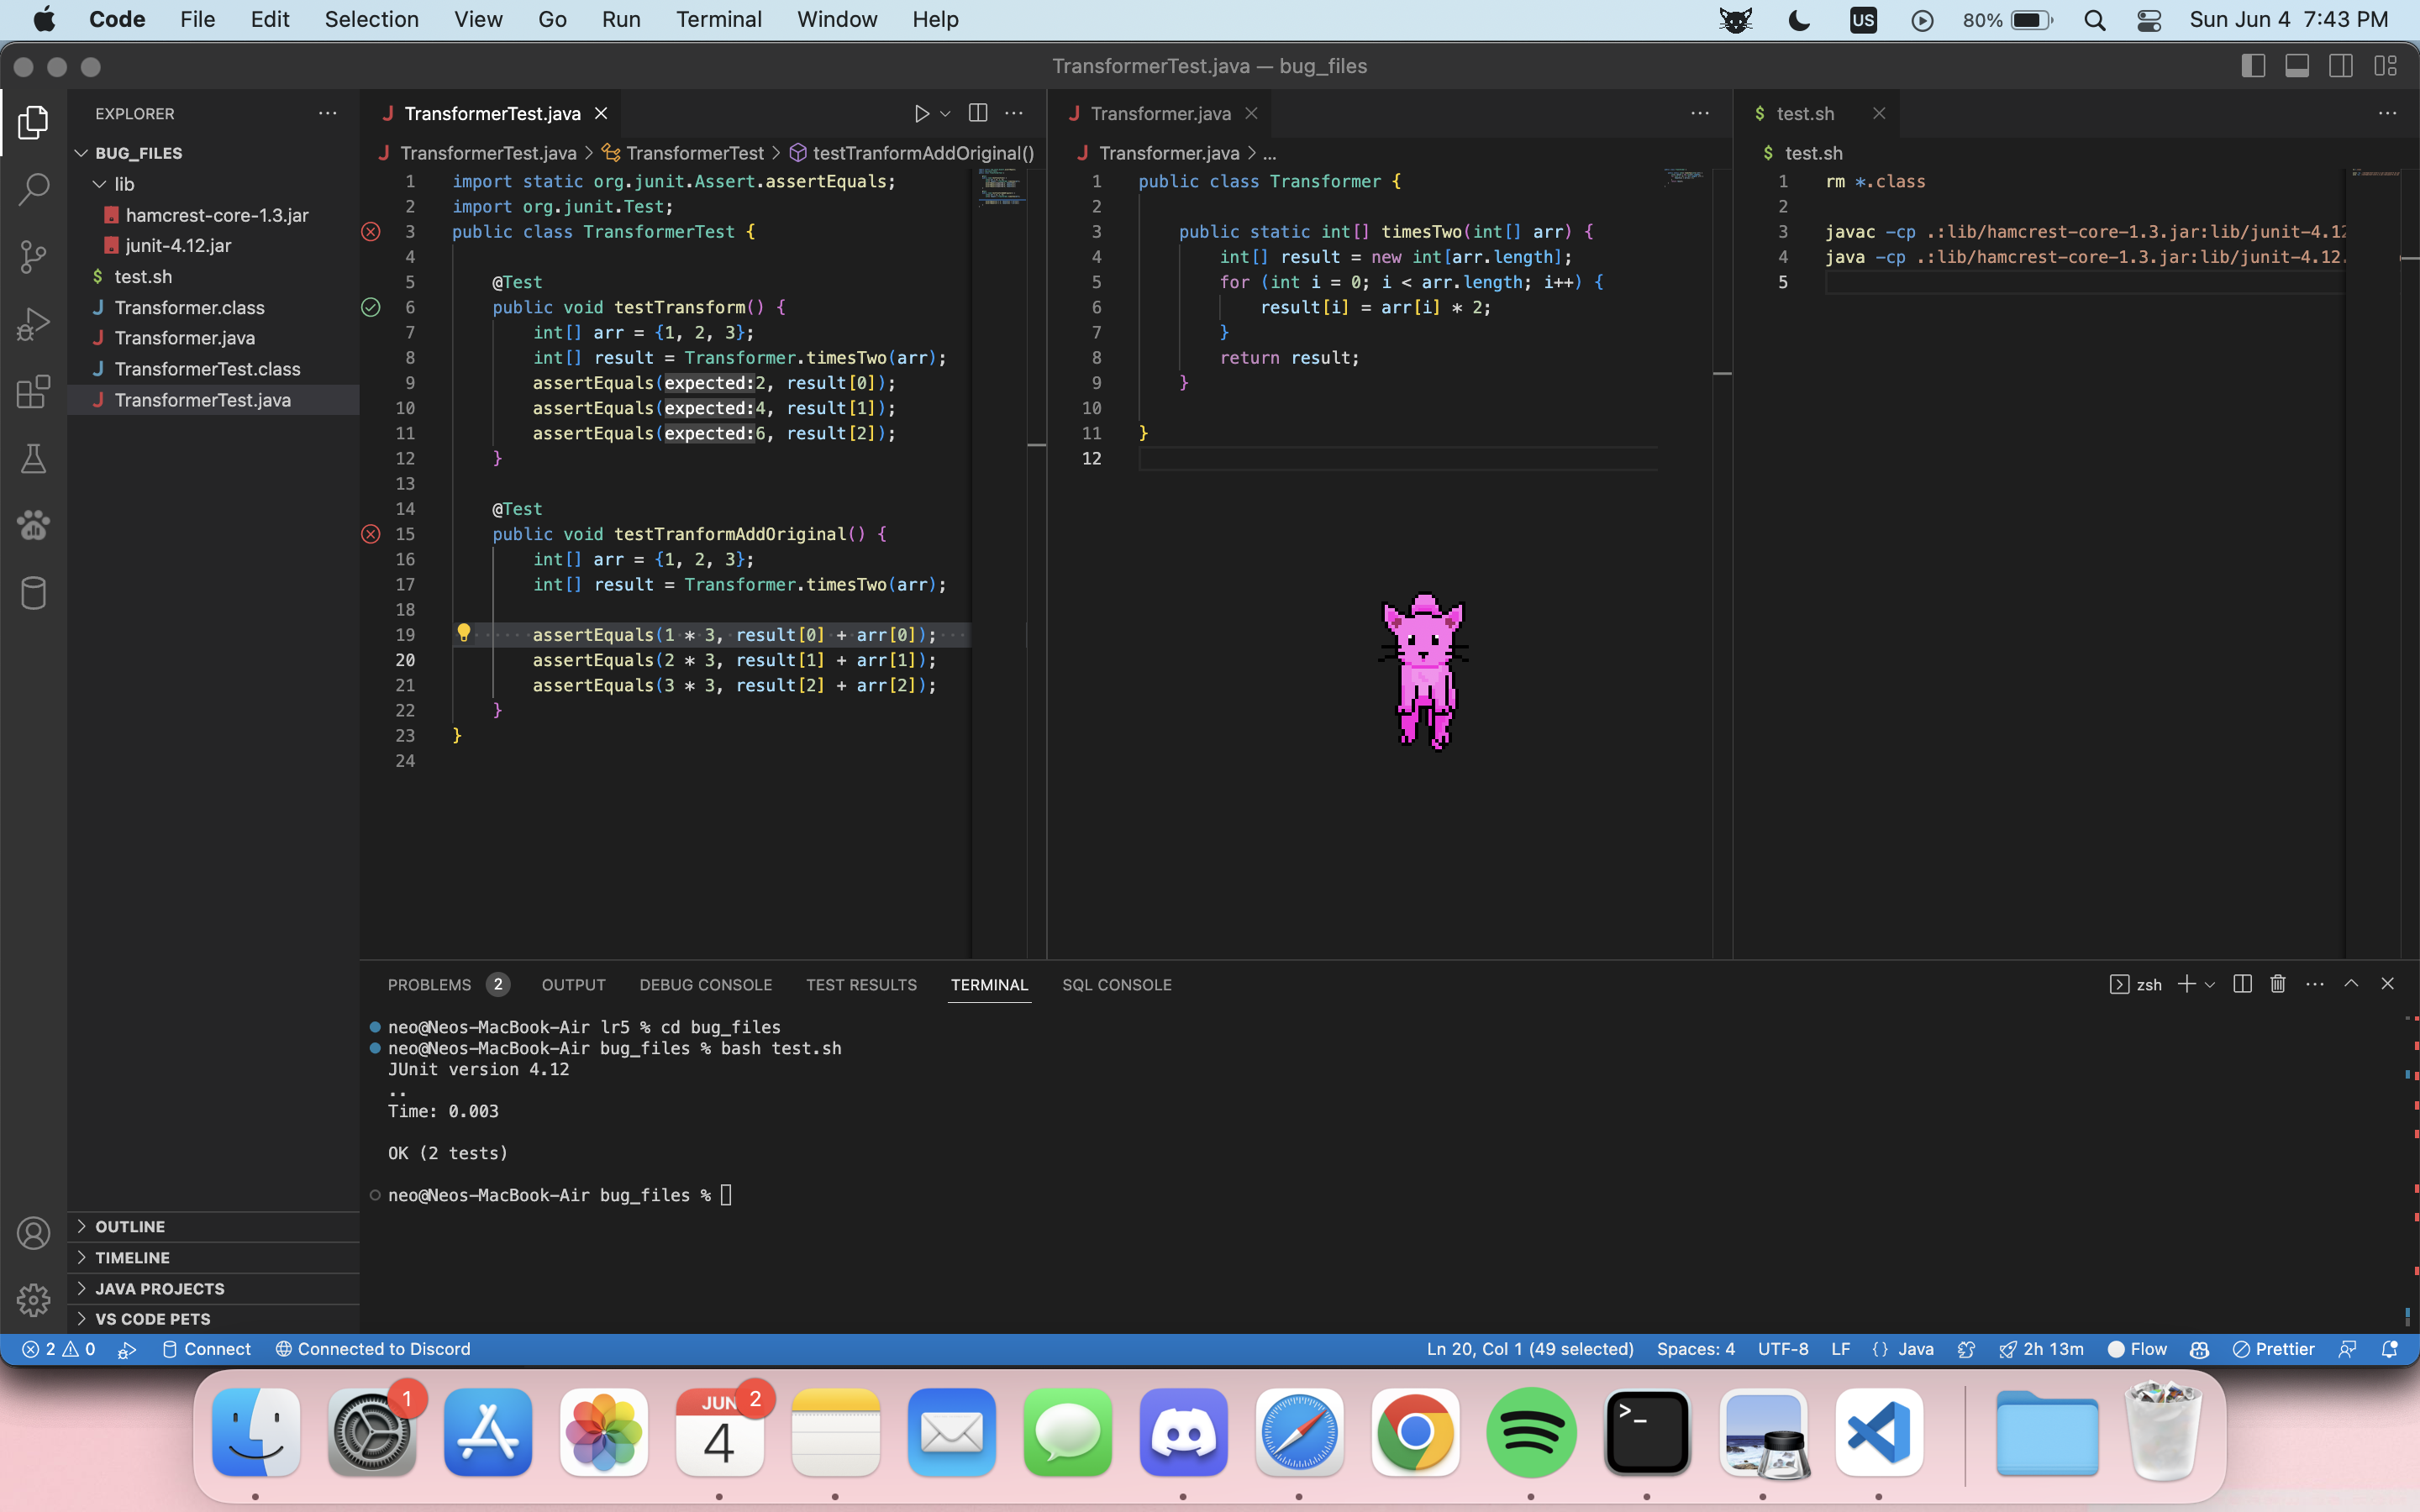 Code File Edit Selection View Go Run Terminal Window Help US 80% Sun Jun 4 7:43 PM
TransformerTest.java — bug_files
EXPLORER
BUG_FILES
lib
hamcrest-core-1.3.jar
junit-4.12.jar
test.sh
Transformer.class
Transformer.java
TransformerTest.class
TransformerTest.java
OUTLINE
TIMELINE
JAVA PROJECTS
VS CODE PETS
TransformerTest.java
TransformerTest.java > TransformerTest > testTranformAddOriginal()
1 import static org.junit.Assert.assertEquals;
2 import org.junit.Test;
3 public class TransformerTest {
4
5 @Test
6 public void testTransform() {
7 int[] arr = {1, 2, 3};
8 int[] result = Transformer.timesTwo(arr);
9 assertEquals(expected:2, result[0]);
10 assertEquals(expected:4, result[1]);
11 assertEquals(expected:6, result[2]);
12 }
13
14 @Test
15 public void testTranformAddOriginal() {
16 int[] arr = {1, 2, 3};
17 int[] result = Transformer.timesTwo(arr);
18
19 assertEquals(1 * 3, result[0] + arr[0]);
20 assertEquals(2 * 3, result[1] + arr[1]);
21 assertEquals(3 * 3, result[2] + arr[2]);
22 }
23 }
24
Transformer.java
Transformer.java > ...
1 public class Transformer {
2
3 public static int[] timesTwo(int[] arr) {
4 int[] result = new int[arr.length];
5 for (int i = 0; i < arr.length; i++) {
6 result[i] = arr[i] * 2;
7 }
8 return result;
9 }
10
11 }
12
test.sh
test.sh
1 rm *.class
2
3 javac -cp .:lib/hamcrest-core-1.3.jar:lib/junit-4.12
4 java -cp .:lib/hamcrest-core-1.3.jar:lib/junit-4.12.
5
PROBLEMS 2 OUTPUT DEBUG CONSOLE TEST RESULTS TERMINAL SQL CONSOLE zsh
neo@Neos-MacBook-Air lr5 % cd bug_files
neo@Neos-MacBook-Air bug_files % bash test.sh
JUnit version 4.12
..
Time: 0.003
OK (2 tests)
neo@Neos-MacBook-Air bug_files %
2 0 Connect Connected to Discord Ln 20, Col 1 (49 selected) Spaces: 4 UTF-8 LF {} Java 2h 13m Flow Prettier
1
JUN 2
4
>_